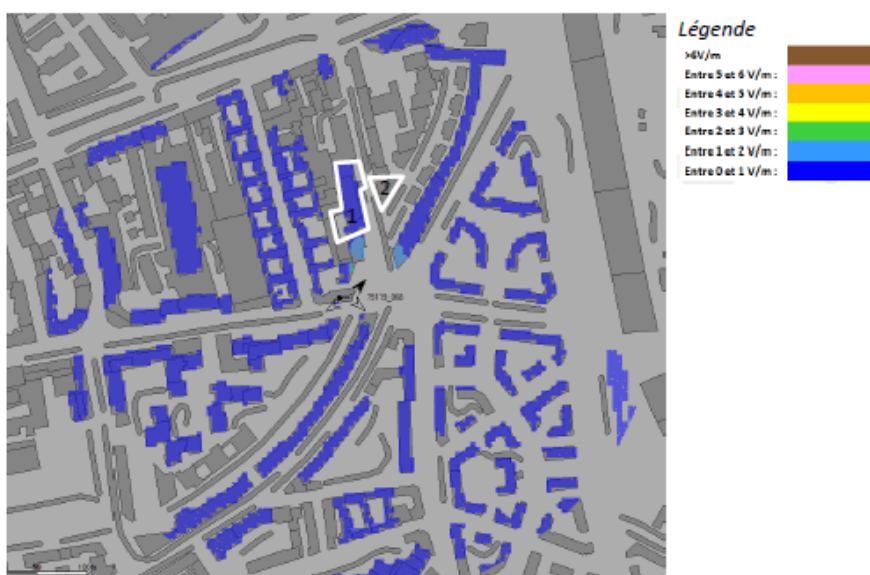 Légende
>6V/m
Entre 5 et 6 V/m :
Entre 4 et 5 V/m :
Entre 3 et 4 V/m :
Entre 2 et 3 V/m :
Entre 1 et 2 V/m :
Entre 0 et 1 V/m :
2
1